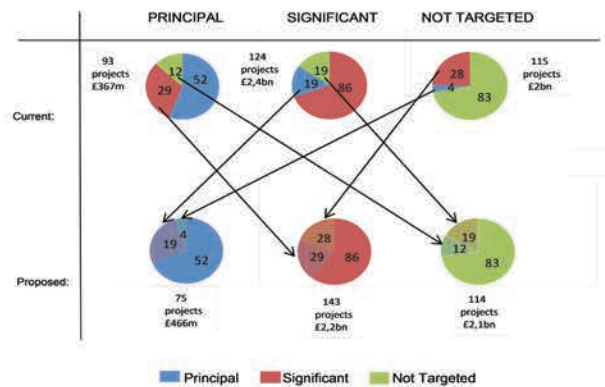 PRINCIPAL SIGNIFICANT NOT TARGETED
93
projects
£367m
12
52
29
124
projects
£2,4bn
19
19
86
28
4
83
115
projects
£2bn
Current:
4
19
52
28
29
86
19
12
83
Proposed:
75
projects
£466m
143
projects
£2,2bn
114
projects
£2,1bn
Principal Significant Not Targeted